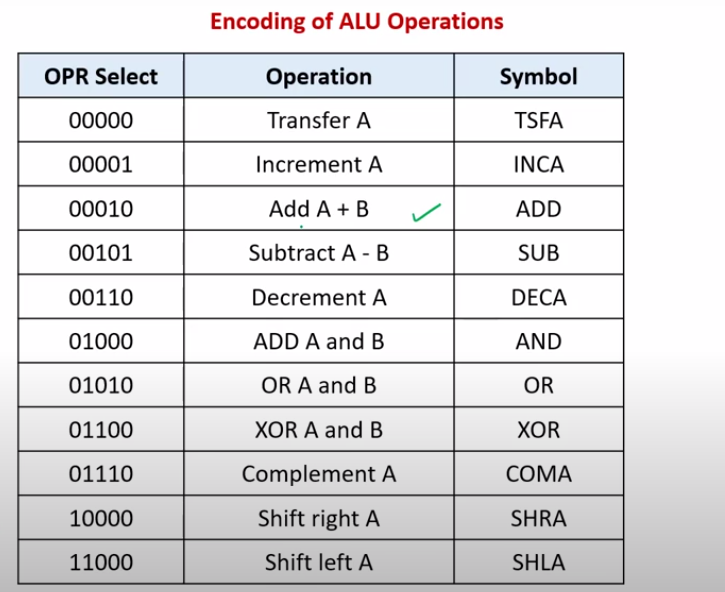 Encoding of ALU Operations
OPR Select Operation Symbol
00000 Transfer A TSFA
00001 Increment A INCA
00010 Add A + B ADD
00101 Subtract A - B SUB
00110 Decrement A DECA
01000 ADD A and B AND
01010 OR A and B OR
01100 XOR A and B XOR
01110 Complement A COMA
10000 Shift right A SHRA
11000 Shift left A SHLA